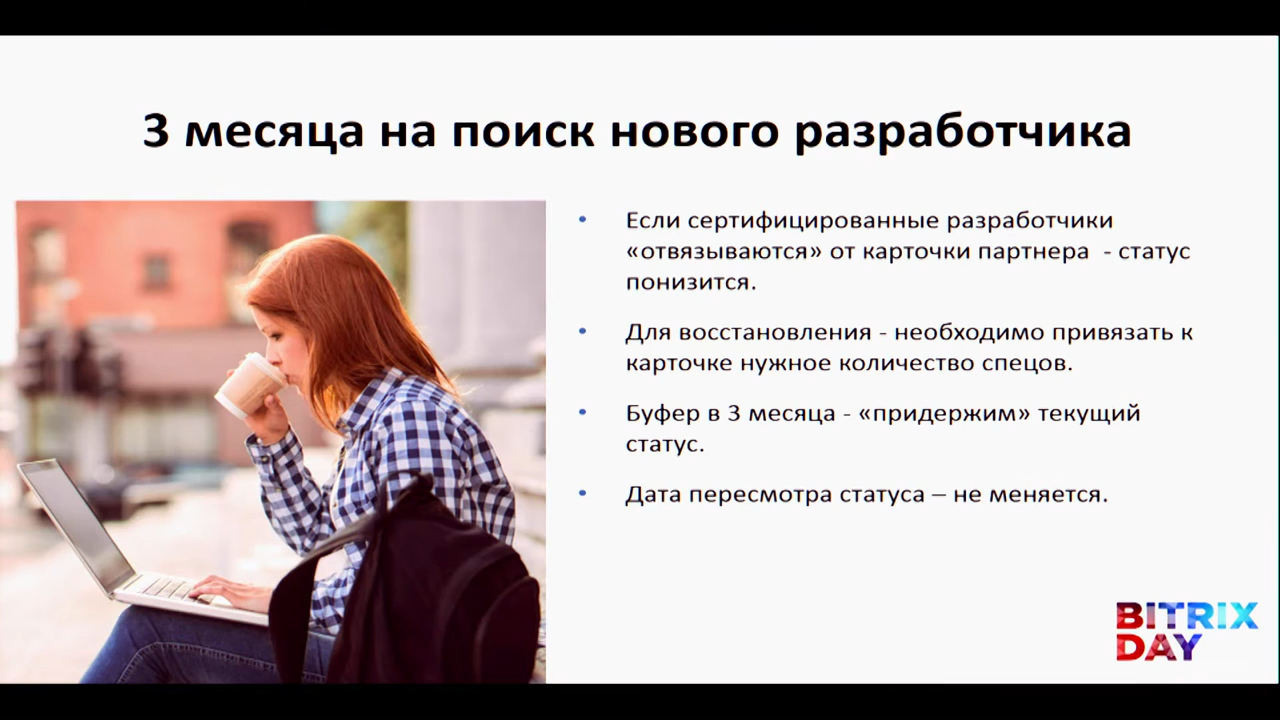 3 месяца на поиск нового разработчика
• Если сертифицированные разработчики
«отвязываются» от карточки партнера - статус
понизится.
• Для восстановления - необходимо привязать к
карточке нужное количество спецов.
• Буфер в 3 месяца - «придержим» текущий
статус.
• Дата пересмотра статуса – не меняется.
BITRIX
DAY